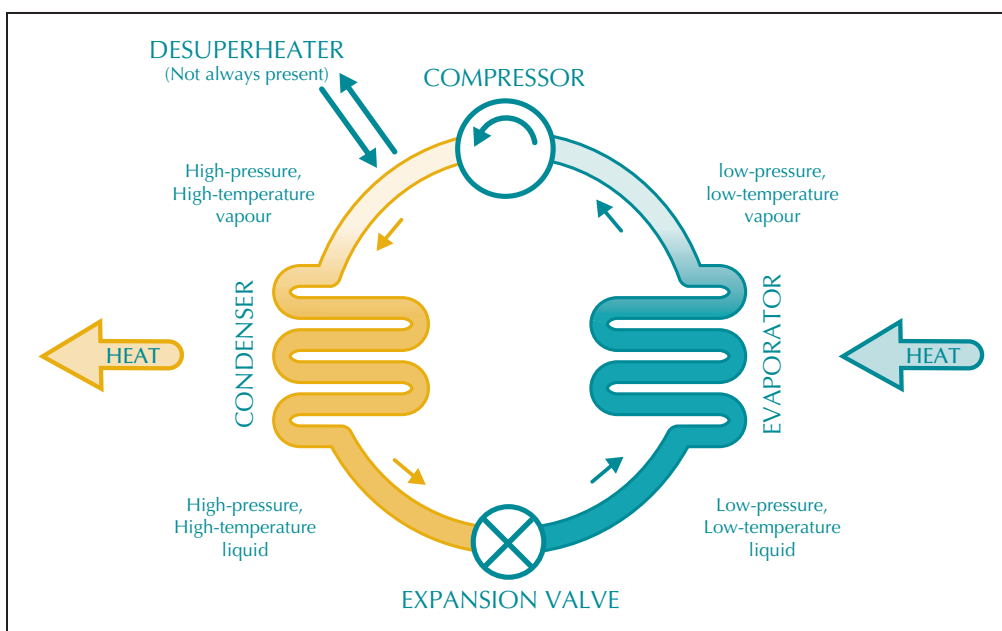 DESUPERHEATER
(Not always present)
COMPRESSOR
High-pressure,
High-temperature
vapour
low-pressure,
low-temperature
vapour
HEAT
CONDENSER
EVAPORATOR
HEAT
High-pressure,
High-temperature
liquid
Low-pressure,
Low-temperature
liquid
EXPANSION VALVE